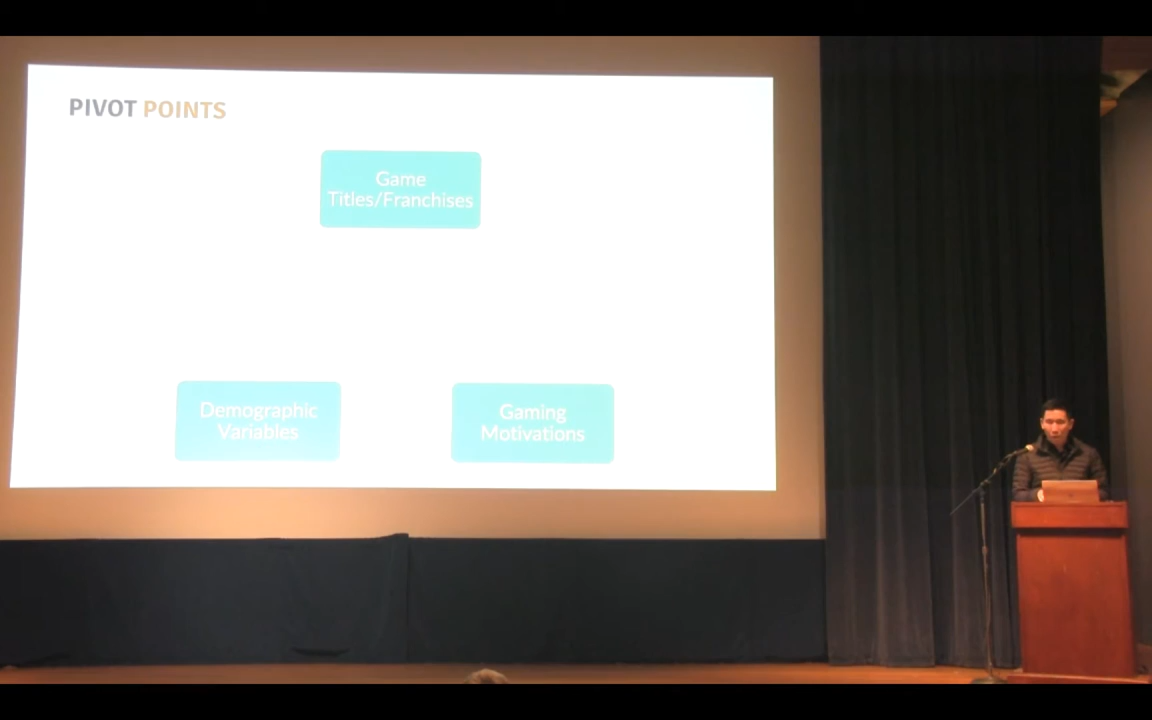 PIVOT POINTS
Game
Titles/Franchises
Demographic
Variables
Gaming
Motivations